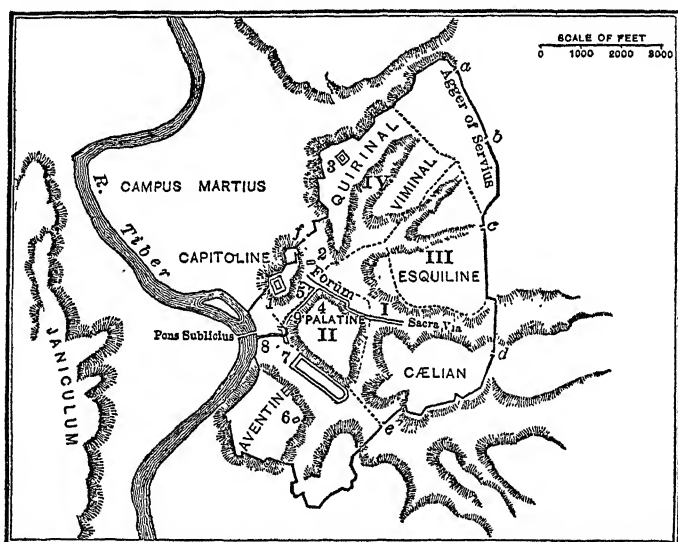 SCALE OF FEET
0 1000 2000 3000
a
Agger of Servius
b
3
QUIRINAL
IV
VIMINAL
R. Tiber
CAMPUS MARTIUS
c
f
CAPITOLINE
2
III
ESQUILINE
Forum
1
5
I
Sacra Via
9
4
PALATINE
II
Pons Sublicius
8
7
d
CÆLIAN
JANICULUM
AVENTINE
6
e